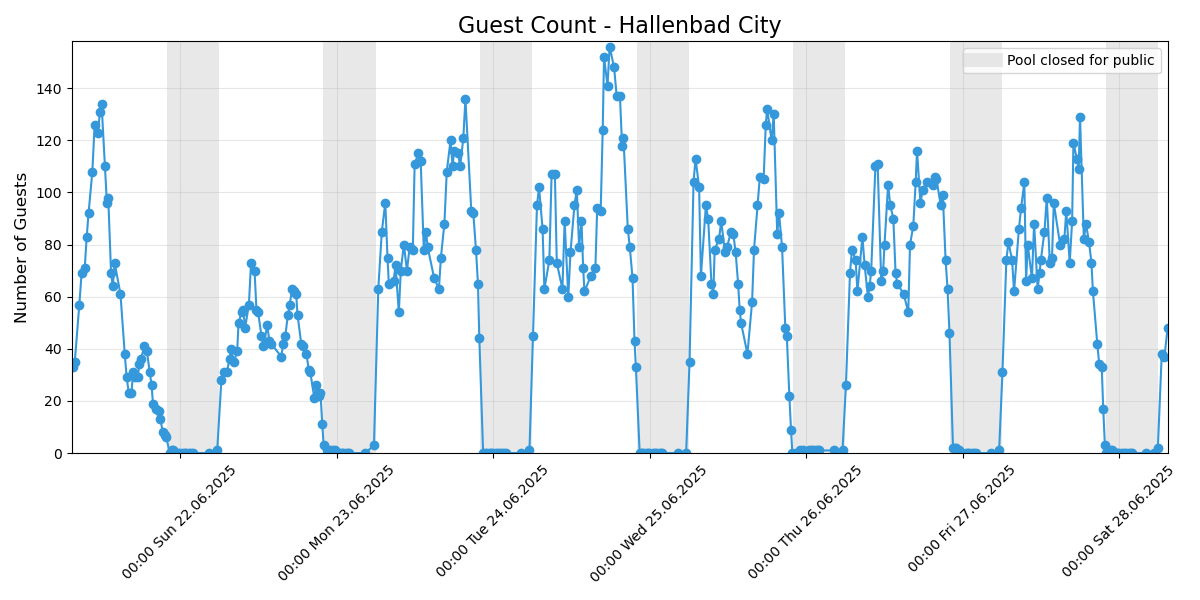 Guest Count - Hallenbad City
Pool closed for public
Number of Guests
140
120
100
80
60
40
20
0
00:00 Sun 22.06.2025
00:00 Mon 23.06.2025
00:00 Tue 24.06.2025
00:00 Wed 25.06.2025
00:00 Thu 26.06.2025
00:00 Fri 27.06.2025
00:00 Sat 28.06.2025